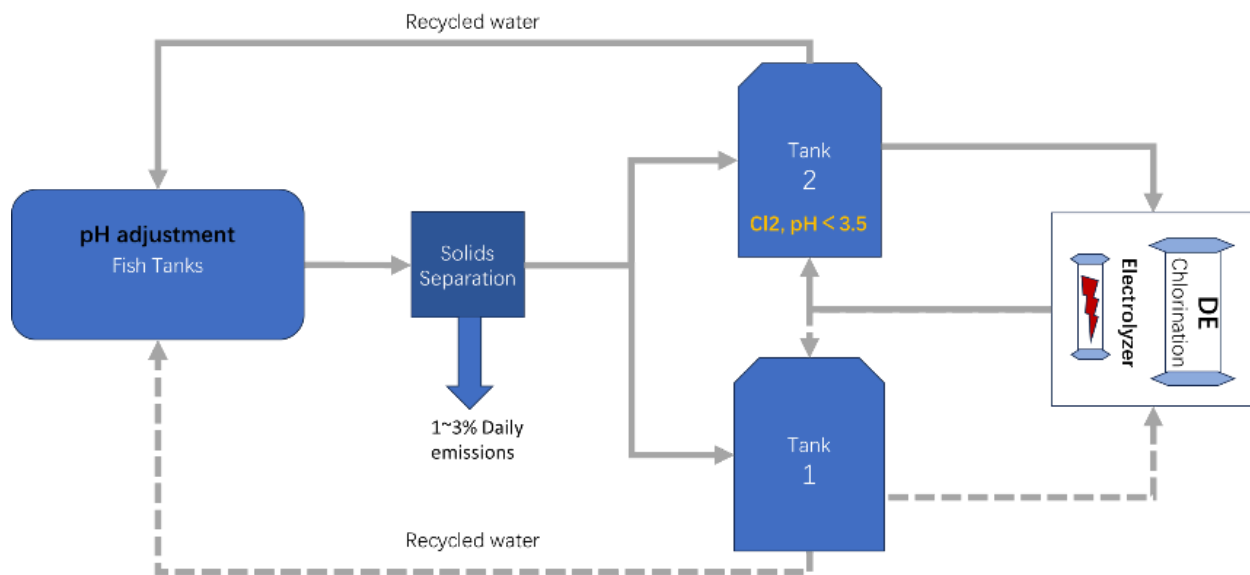 Recycled water
Tank
2
Cl2, pH < 3.5
pH adjustment
Fish Tanks
Solids
Separation
Electrolyzer
DE
Chlorination
1~3% Daily
emissions
Tank
1
Recycled water